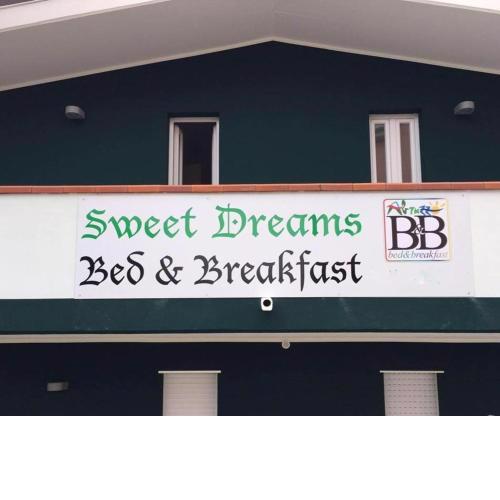 Sweet Dreams
Bed & Breakfast
B&B
bed&breakfast